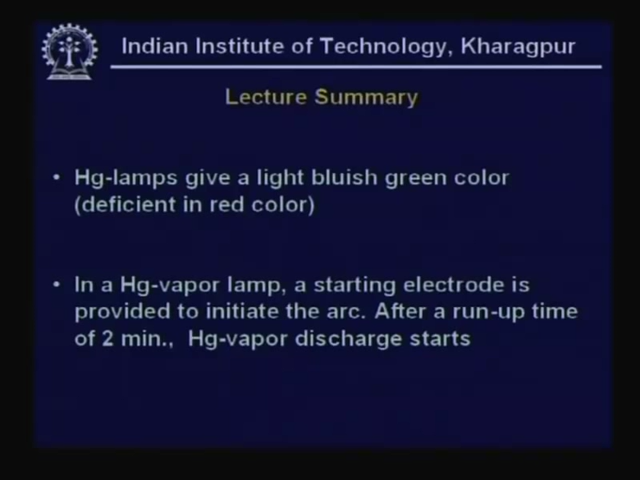 Indian Institute of Technology, Kharagpur
Lecture Summary
• Hg-lamps give a light bluish green color
(deficient in red color)
• In a Hg-vapor lamp, a starting electrode is
provided to initiate the arc. After a run-up time
of 2 min., Hg-vapor discharge starts